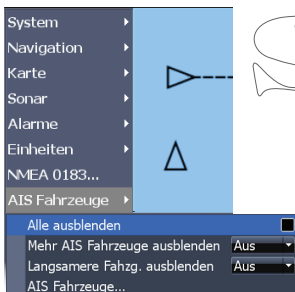 System
Navigation
Karte
Sonar
Alarme
Einheiten
NMEA 0183...
AIS Fahrzeuge
Alle ausblenden
Mehr AIS Fahrzeuge ausblenden Aus
Langsamere Fahzg. ausblenden Aus
AIS Fahrzeuge...